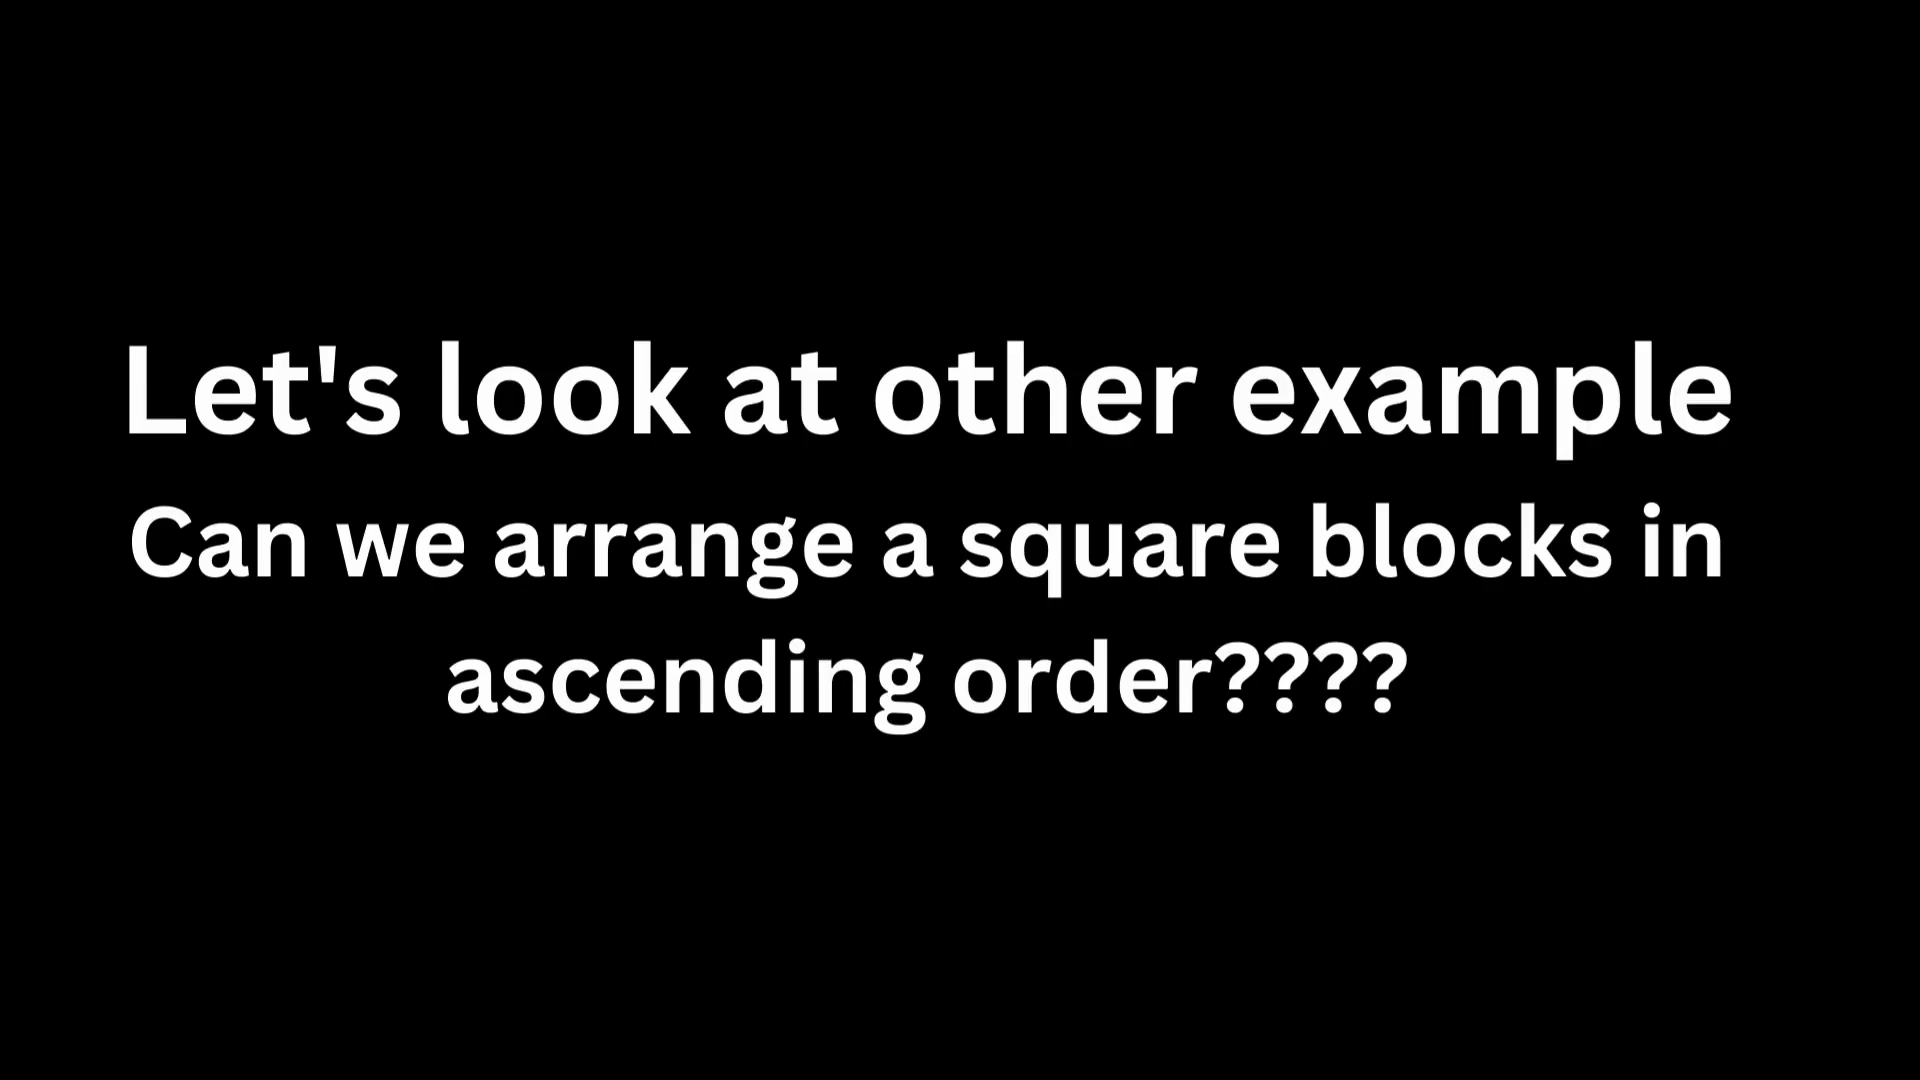 Let's look at other example
Can we arrange a square blocks in
ascending order????